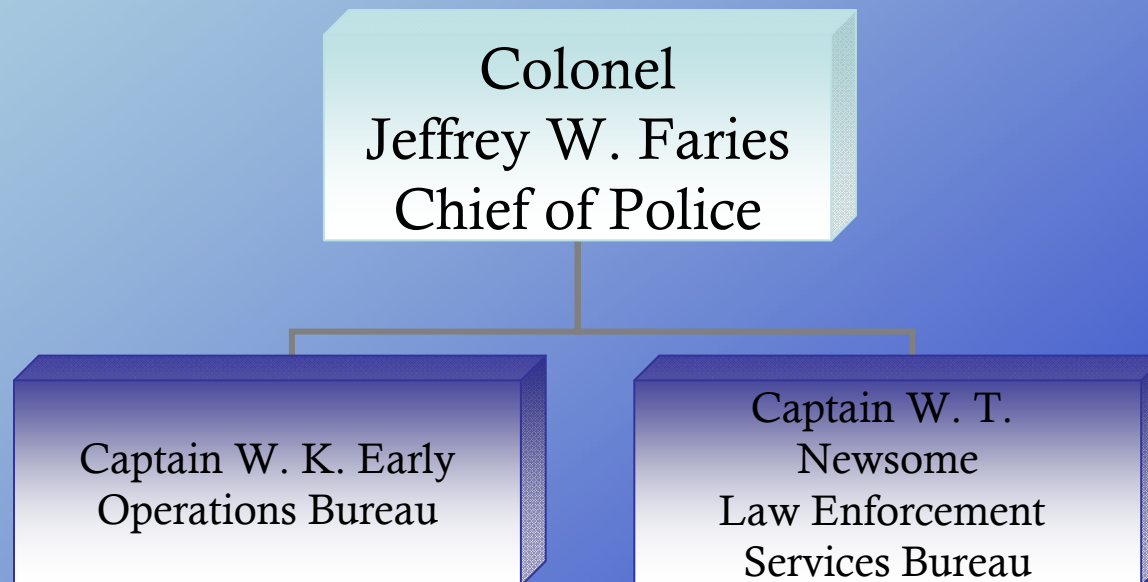 Colonel
Jeffrey W. Faries
Chief of Police
Captain W. K. Early
Operations Bureau
Captain W. T.
Newsome
Law Enforcement
Services Bureau